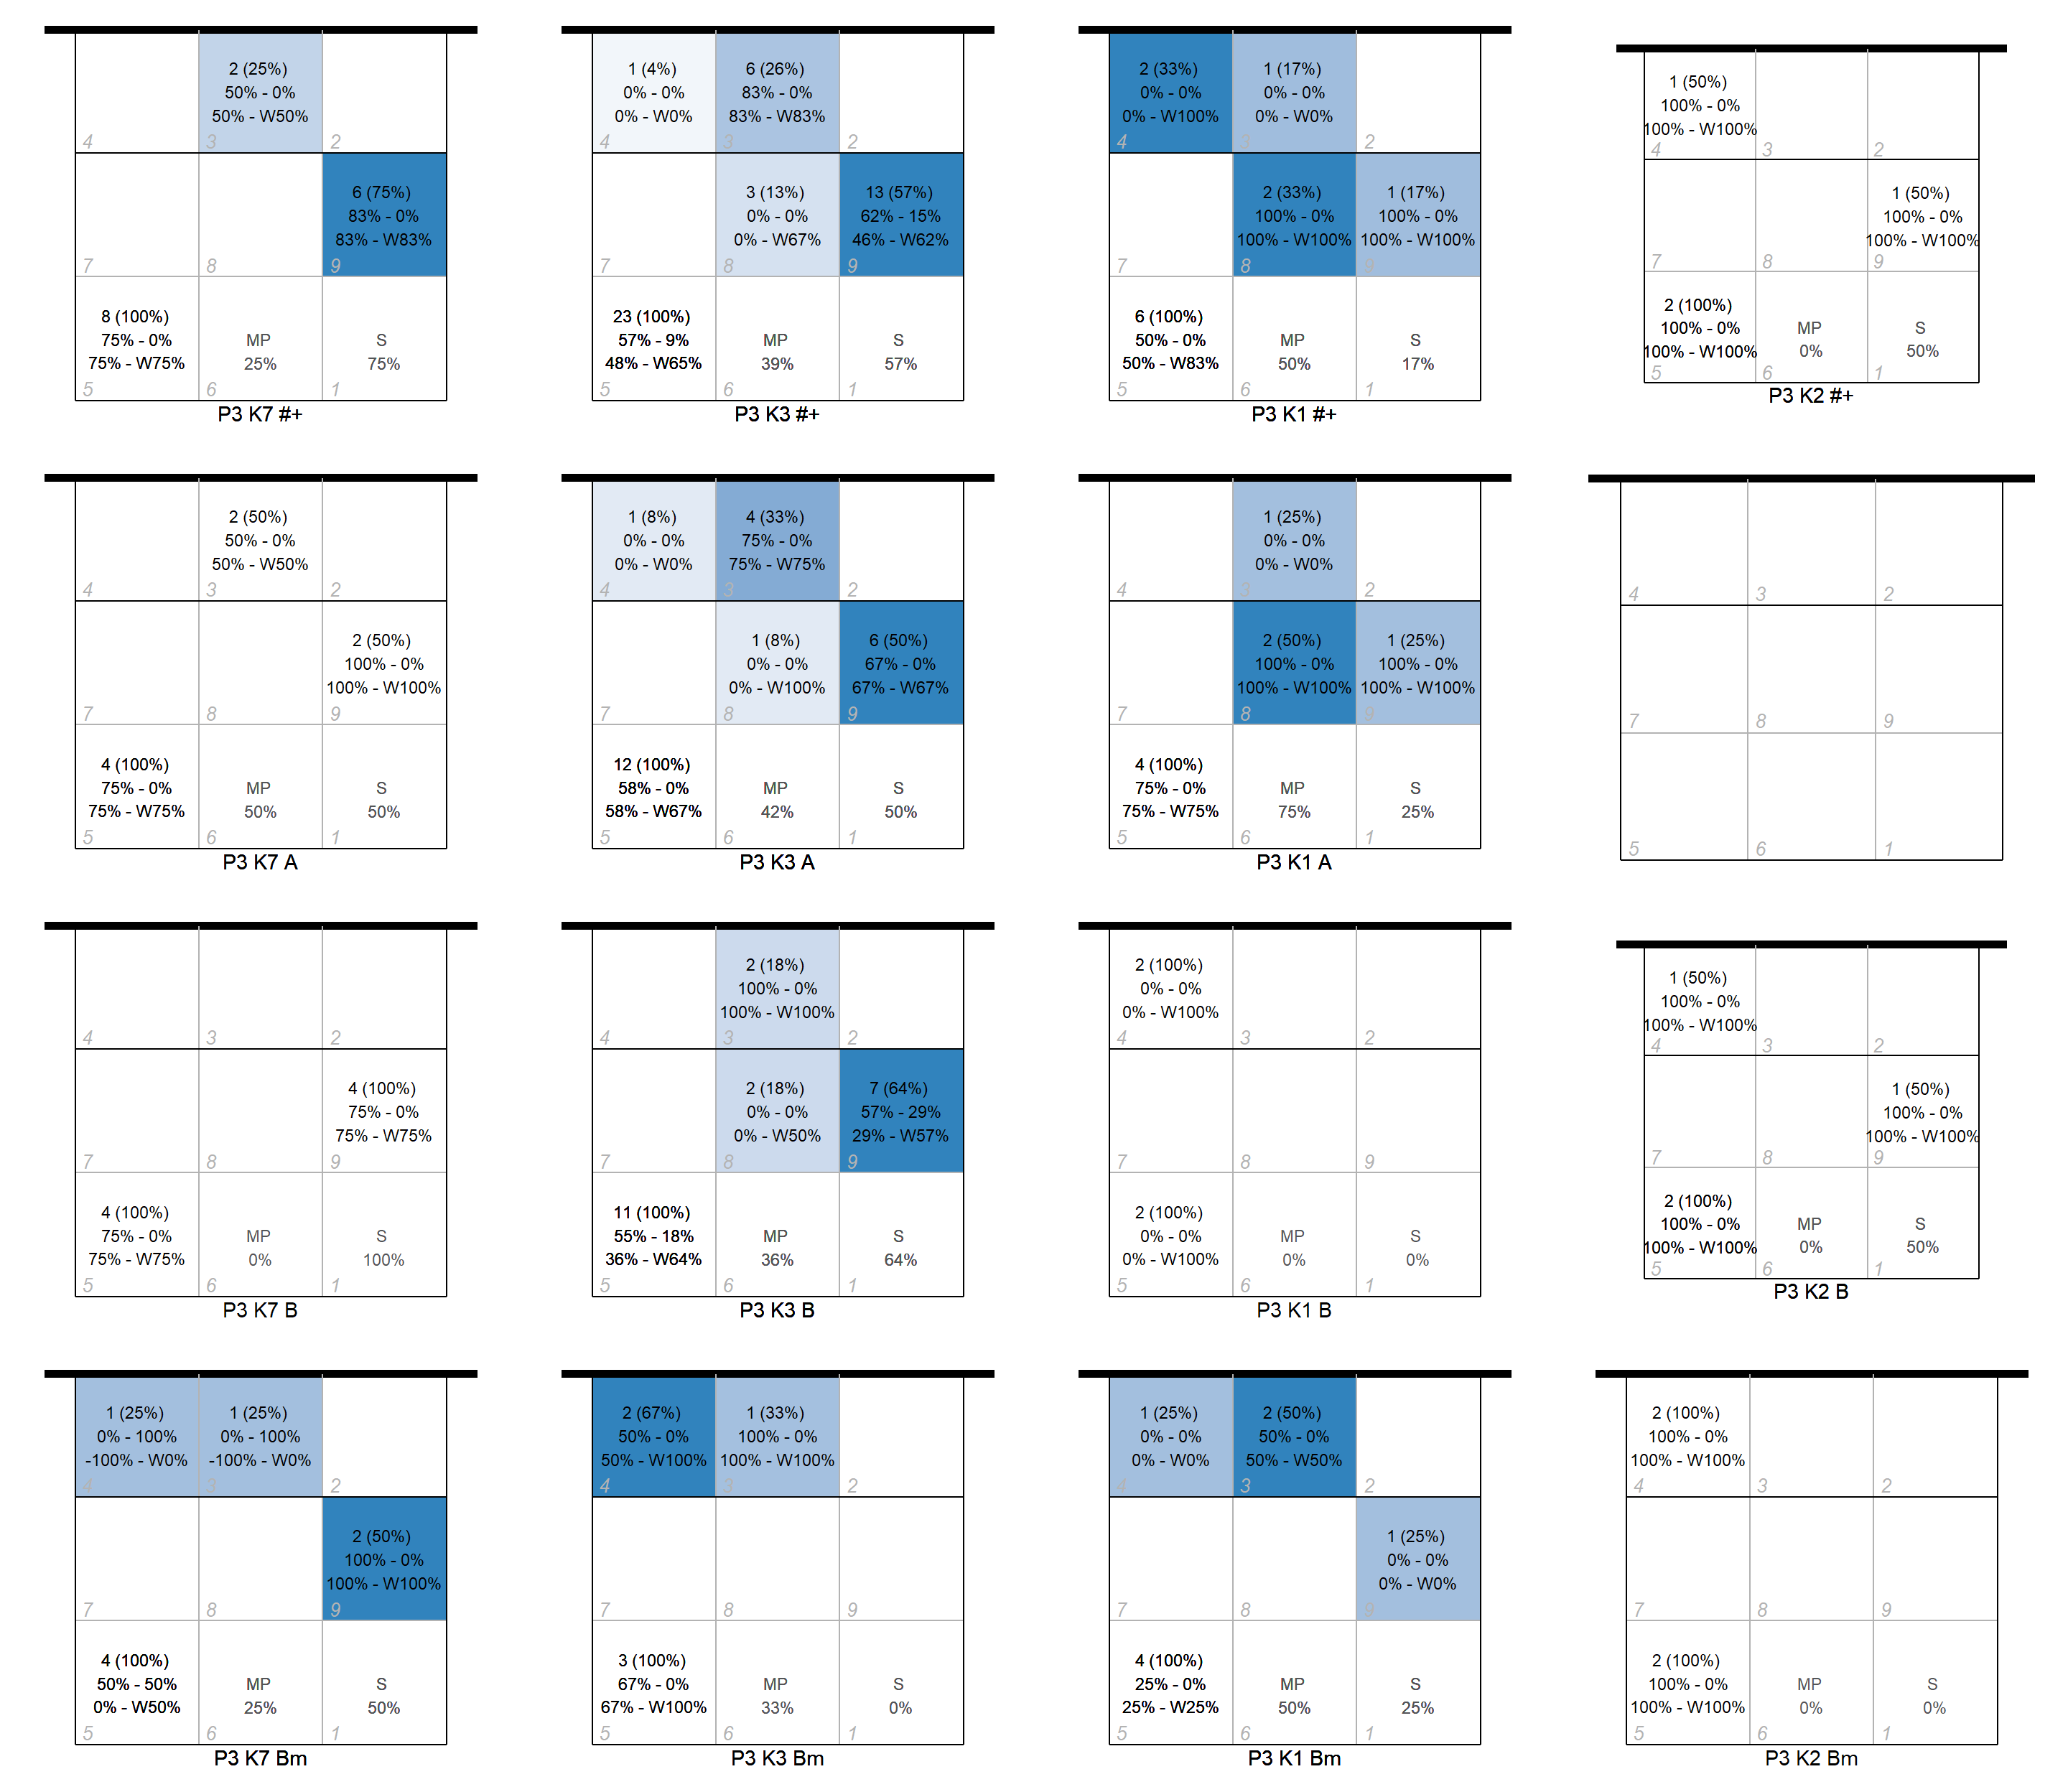 2 (25%)
50% - 0%
50% - W50%
4
3
2
6 (75%)
83% - 0%
83% - W83%
7
8
9
8 (100%)
75% - 0%
75% - W75%
5
MP
25%
6
S
75%
1
P3 K7 #+
1 (4%)
0% - 0%
0% - W0%
4
6 (26%)
83% - 0%
83% - W83%
3
2
7
3 (13%)
0% - 0%
0% - W67%
8
13 (57%)
62% - 15%
46% - W62%
9
23 (100%)
57% - 9%
48% - W65%
5
MP
39%
6
S
57%
1
P3 K3 #+
2 (33%)
0% - 0%
0% - W100%
4
1 (17%)
0% - 0%
0% - W0%
3
2
7
2 (33%)
100% - 0%
100% - W100%
8
1 (17%)
100% - 0%
100% - W100%
9
6 (100%)
50% - 0%
50% - W83%
5
MP
50%
6
S
17%
1
P3 K1 #+
1 (50%)
100% - 0%
100% - W100%
4
3
2
7
8
1 (50%)
100% - 0%
100% - W100%
9
2 (100%)
100% - 0%
100% - W100%
5
MP
0%
6
S
50%
1
P3 K2 #+
4
2 (50%)
50% - 0%
50% - W50%
3
2
7
8
2 (50%)
100% - 0%
100% - W100%
9
4 (100%)
75% - 0%
75% - W75%
5
MP
50%
6
S
50%
1
P3 K7 A
1 (8%)
0% - 0%
0% - W0%
4
4 (33%)
75% - 0%
75% - W75%
3
2
7
1 (8%)
0% - 0%
0% - W100%
8
6 (50%)
67% - 0%
67% - W67%
9
12 (100%)
58% - 0%
58% - W67%
5
MP
42%
6
S
50%
1
P3 K3 A
4
1 (25%)
0% - 0%
0% - W0%
3
2
7
2 (50%)
100% - 0%
100% - W100%
8
1 (25%)
100% - 0%
100% - W100%
9
4 (100%)
75% - 0%
75% - W75%
5
MP
75%
6
S
25%
1
P3 K1 A
4
3
2
7
8
9
5
6
1
4
3
2
7
8
4 (100%)
75% - 0%
75% - W75%
9
4 (100%)
75% - 0%
75% - W75%
5
MP
0%
6
S
100%
1
P3 K7 B
4
2 (18%)
100% - 0%
100% - W100%
3
2
7
2 (18%)
0% - 0%
0% - W50%
8
7 (64%)
57% - 29%
29% - W57%
9
11 (100%)
55% - 18%
36% - W64%
5
MP
36%
6
S
64%
1
P3 K3 B
2 (100%)
0% - 0%
0% - W100%
4
3
2
7
8
9
2 (100%)
0% - 0%
0% - W100%
5
MP
0%
6
S
0%
1
P3 K1 B
1 (50%)
100% - 0%
100% - W100%
4
3
2
7
8
1 (50%)
100% - 0%
100% - W100%
9
2 (100%)
100% - 0%
100% - W100%
5
MP
0%
6
S
50%
1
P3 K2 B
1 (25%)
0% - 100%
-100% - W0%
4
1 (25%)
0% - 100%
-100% - W0%
3
2
7
8
2 (50%)
100% - 0%
100% - W100%
9
4 (100%)
50% - 50%
0% - W50%
5
MP
25%
6
S
50%
1
P3 K7 Bm
2 (67%)
50% - 0%
50% - W100%
4
1 (33%)
100% - 0%
100% - W100%
3
2
7
8
9
3 (100%)
67% - 0%
67% - W100%
5
MP
33%
6
S
0%
1
P3 K3 Bm
1 (25%)
0% - 0%
0% - W0%
4
2 (50%)
50% - 0%
50% - W50%
3
2
7
8
1 (25%)
0% - 0%
0% - W0%
9
4 (100%)
25% - 0%
25% - W25%
5
MP
50%
6
S
25%
1
P3 K1 Bm
2 (100%)
100% - 0%
100% - W100%
4
3
2
7
8
9
2 (100%)
100% - 0%
100% - W100%
5
MP
0%
6
S
0%
1
P3 K2 Bm